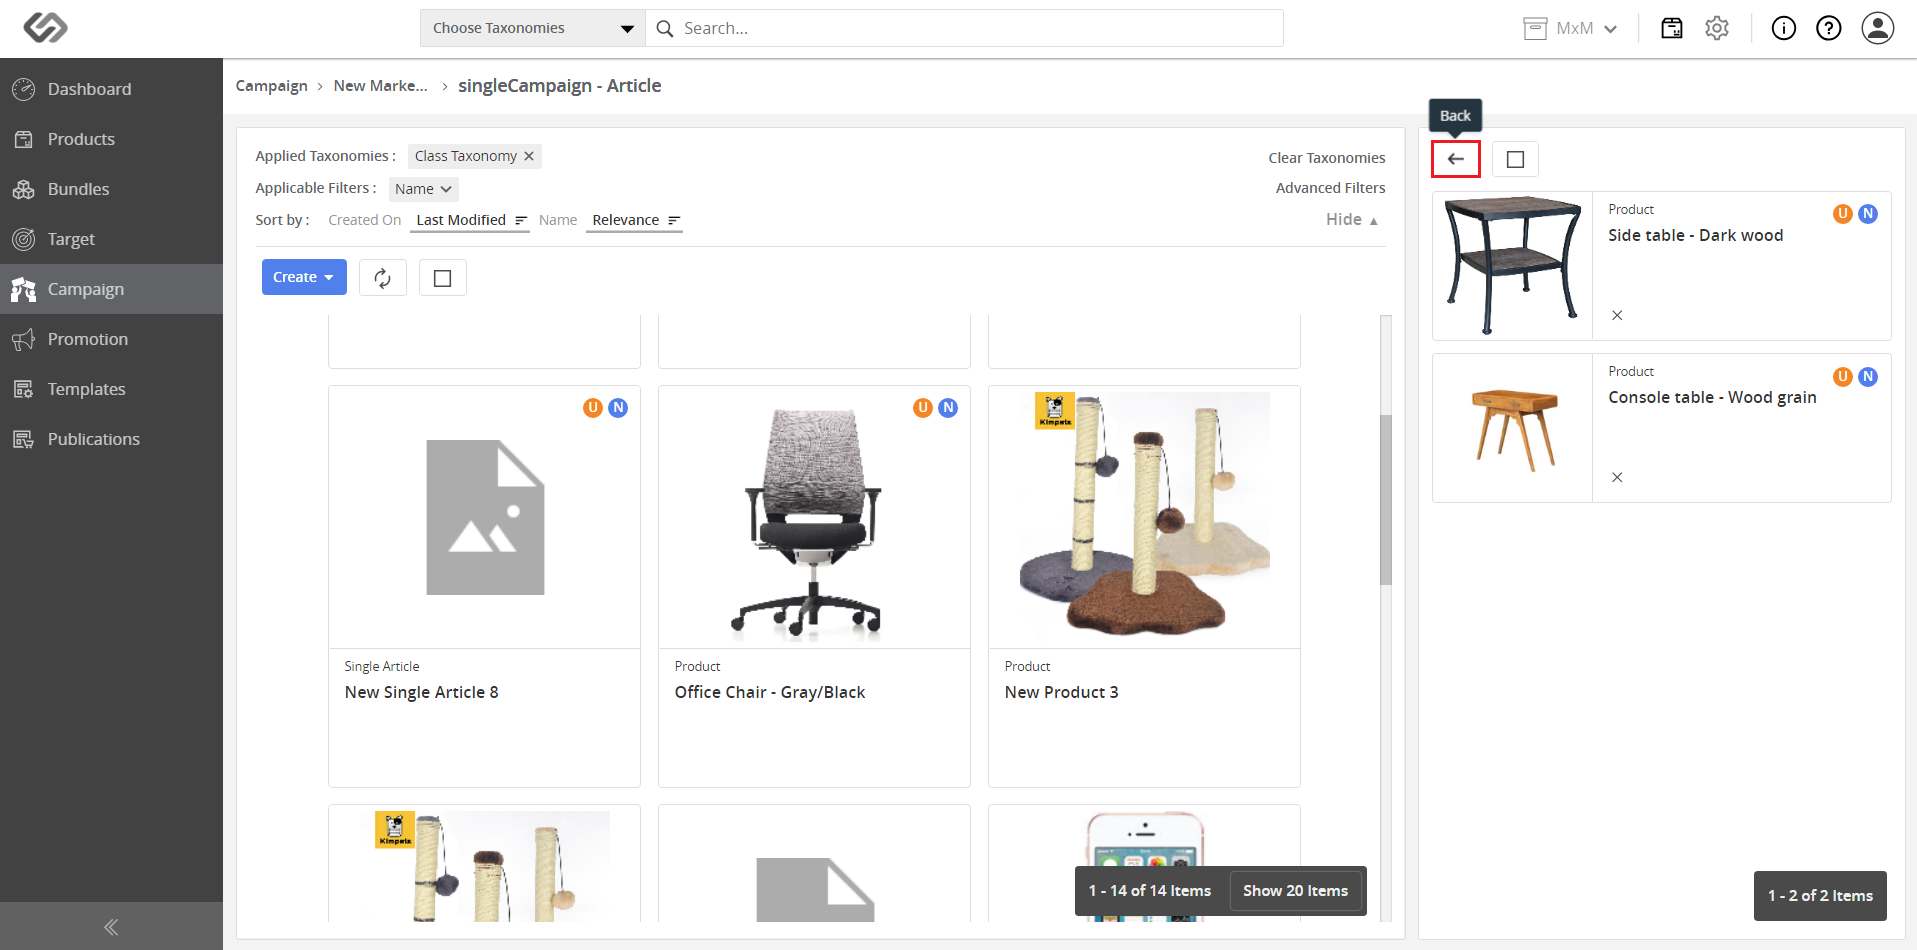 Choose Taxonomies
Search...
MxM
Dashboard
Products
Bundles
Target
Campaign
Promotion
Templates
Publications
Campaign > New Marke... > singleCampaign - Article
Applied Taxonomies : Class Taxonomy ×
Clear Taxonomies
Applicable Filters : Name
Advanced Filters
Sort by : Created On Last Modified Name Relevance
Hide
Create
U N
Single Article
New Single Article 8
U N
Product
Office Chair - Gray/Black
Kimpets
Product
New Product 3
Kimpets
1 - 14 of 14 Items Show 20 Items
Back
Product
U N
Side table - Dark wood
Product
U N
Console table - Wood grain
1 - 2 of 2 Items